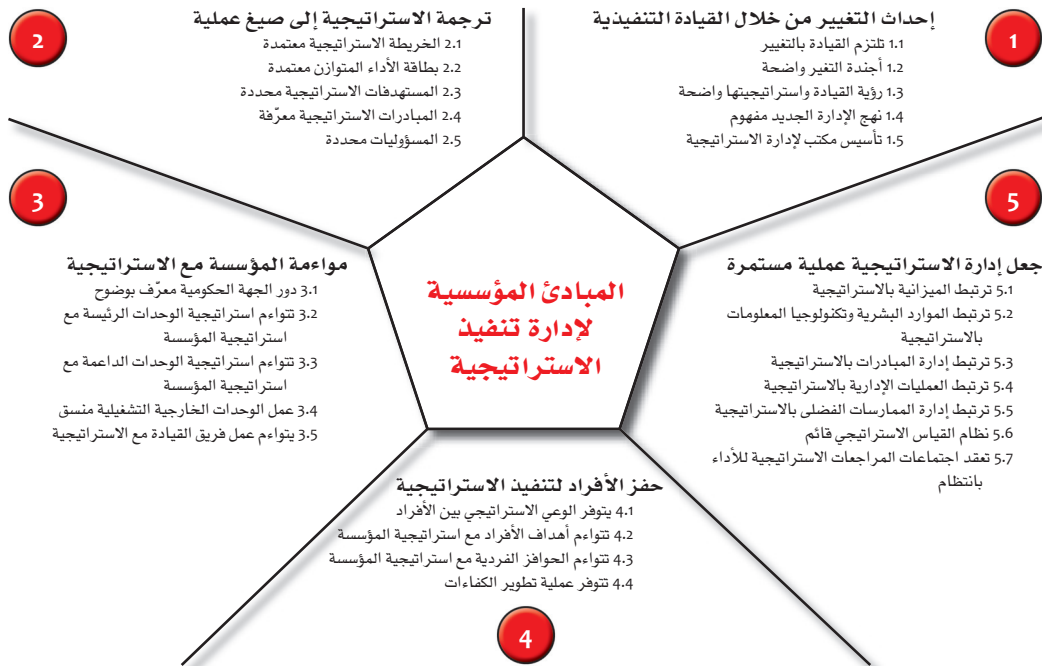 المبادئ المؤسسية
لإدارة تنفيذ
الاستراتيجية
1
إحداث التغيير من خلال القيادة التنفيذية
1.1 تلتزم القيادة بالتغيير
1.2 أجندة التغير واضحة
1.3 رؤية القيادة واستراتيجيتها واضحة
1.4 نهج الإدارة الجديد مفهوم
1.5 تأسيس مكتب لإدارة الاستراتيجية
2
ترجمة الاستراتيجية إلى صيغ عملية
2.1 الخريطة الاستراتيجية معتمدة
2.2 بطاقة الأداء المتوازن معتمدة
2.3 المستهدفات الاستراتيجية محددة
2.4 المبادرات الاستراتيجية معرّفة
2.5 المسؤوليات محددة
3
مواءمة المؤسسة مع الاستراتيجية
3.1 دور الجهة الحكومية معرّف بوضوح
3.2 تتواءم استراتيجية الوحدات الرئيسة مع
استراتيجية المؤسسة
3.3 تتواءم استراتيجية الوحدات الداعمة مع
استراتيجية المؤسسة
3.4 عمل الوحدات الخارجية التشغيلية منسق
3.5 يتواءم عمل فريق القيادة مع الاستراتيجية
حفز الأفراد لتنفيذ الاستراتيجية
4.1 يتوفر الوعي الاستراتيجي بين الأفراد
4.2 تتواءم أهداف الأفراد مع استراتيجية المؤسسة
4.3 تتواءم الحوافز الفردية مع استراتيجية المؤسسة
4.4 تتوفر عملية تطوير الكفاءات
4
5
جعل إدارة الاستراتيجية عملية مستمرة
5.1 ترتبط الميزانية بالاستراتيجية
5.2 ترتبط الموارد البشرية وتكنولوجيا المعلومات
بالاستراتيجية
5.3 ترتبط إدارة المبادرات بالاستراتيجية
5.4 ترتبط العمليات الإدارية بالاستراتيجية
5.5 ترتبط إدارة الممارسات الفضلى بالاستراتيجية
5.6 نظام القياس الاستراتيجي قائم
5.7 تعقد اجتماعات المراجعات الاستراتيجية للأداء
بانتظام